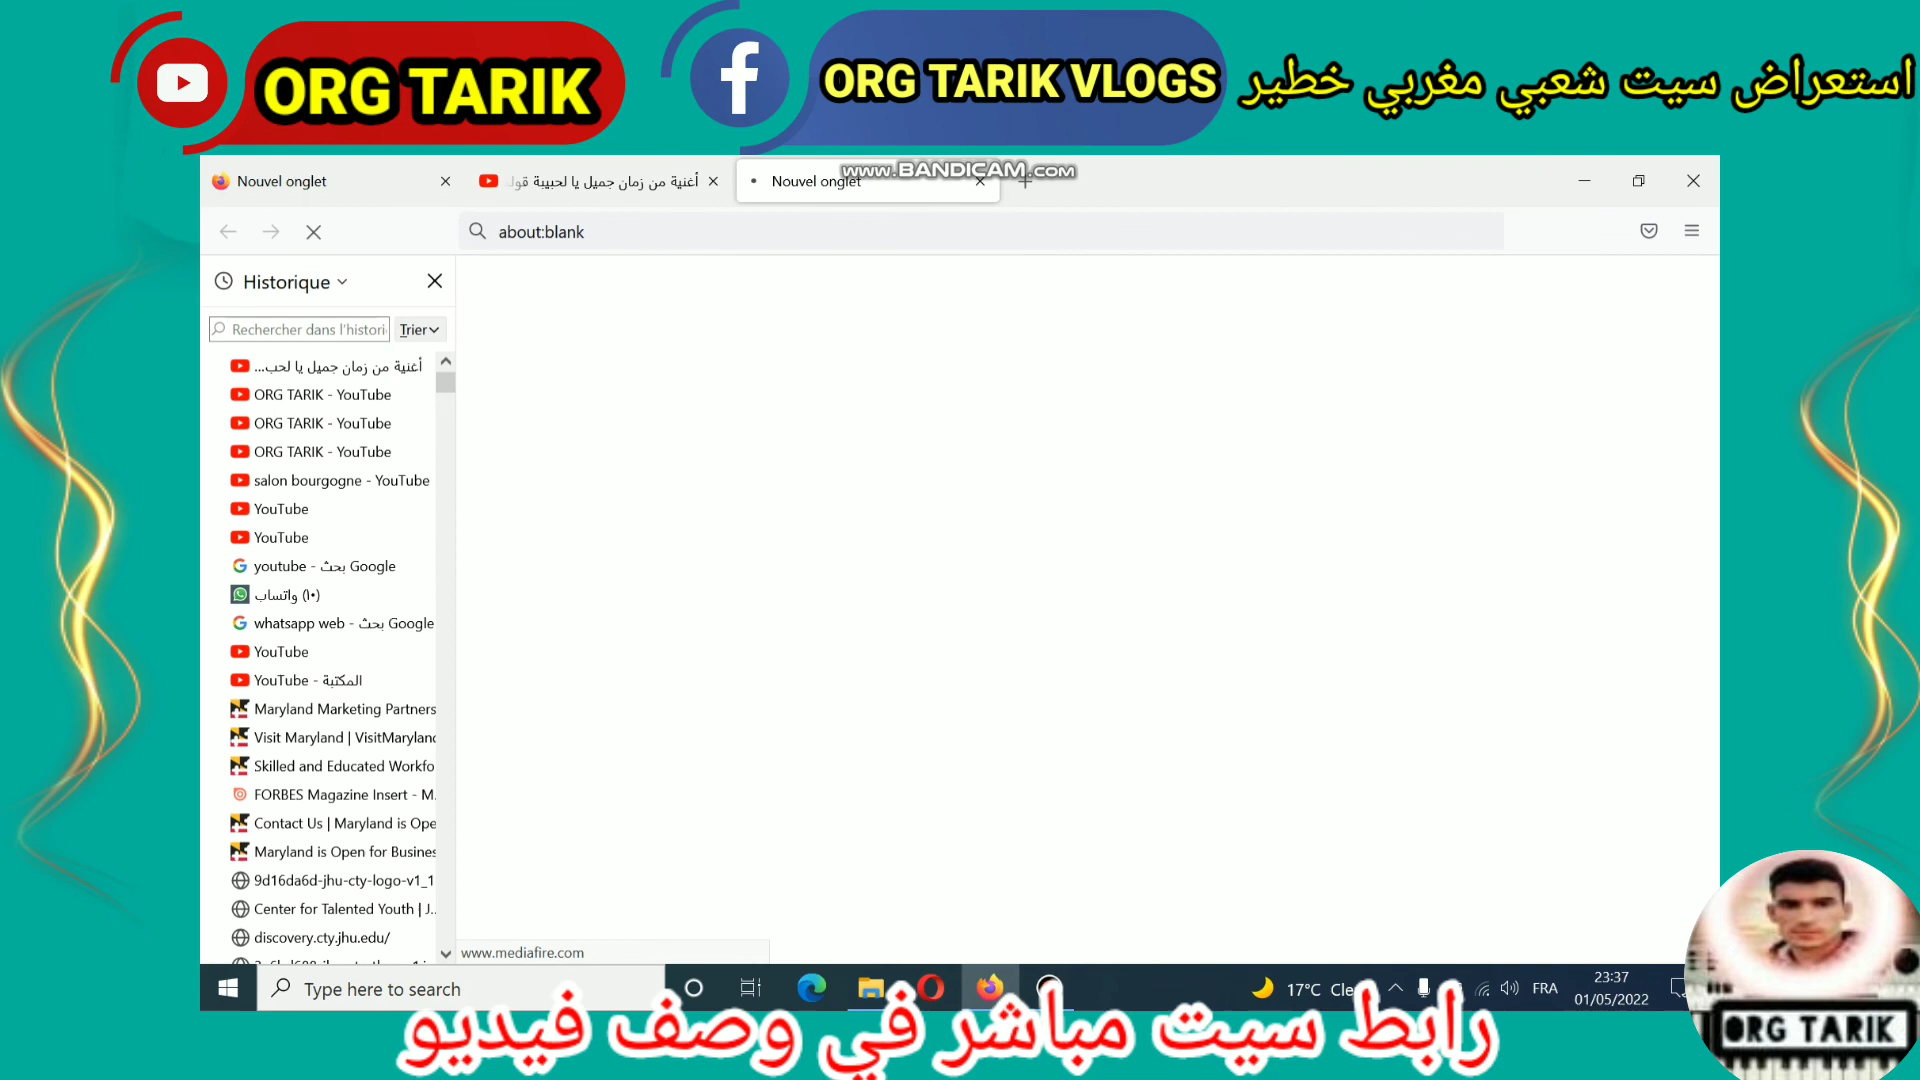 ORG TARIK
ORG TARIK VLOGS
استعراض سيت شعبي مغربي خطير
www.BANDICAM.com
Nouvel onglet
أغنية من زمان جميل يا لحبيبة
Nouvel onglet
about:blank
Historique
Rechercher dans l'histori
Trier
أغنية من زمان جميل يا لحب...
ORG TARIK - YouTube
ORG TARIK - YouTube
ORG TARIK - YouTube
salon bourgogne - YouTube
YouTube
YouTube
youtube - بحث Google
(١٠) واتساب
whatsapp web - بحث Google
YouTube
YouTube - المكتبة
Maryland Marketing Partners
Visit Maryland | VisitMaryland
Skilled and Educated Workfo
FORBES Magazine Insert - M.
Contact Us | Maryland is Ope
Maryland is Open for Busines
9d16da6d-jhu-cty-logo-v1_1
Center for Talented Youth | J..
discovery.cty.jhu.edu/
www.mediafire.com
Type here to search
17°C Cle
FRA
23:37
01/05/2022
رابط سيت مباشر في وصف فيديو
ORG TARIK